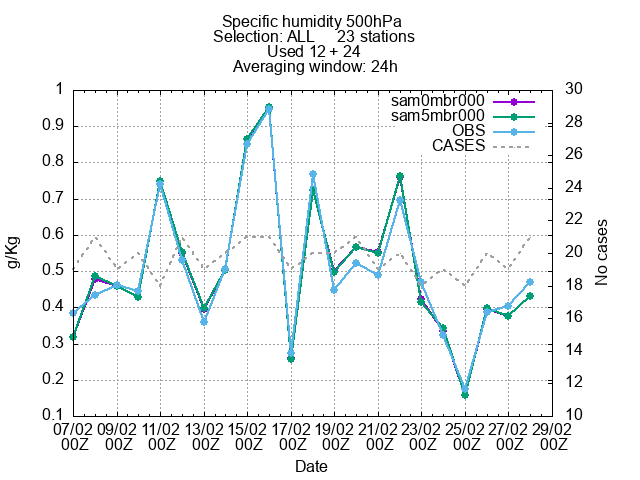 Specific humidity 500hPa
Selection: ALL 23 stations
Used 12 + 24
Averaging window: 24h
1 30
sam0mbr000
sam5mbr000
OBS
CASES
0.9 28
0.8 26
0.7 24
0.6 22
0.5 20
0.4 18
0.3 16
0.2 14
0.1 12
10
g/Kg
No cases
07/02 09/02 11/02 13/02 15/02 17/02 19/02 21/02 23/02 25/02 27/02 29/02
00Z 00Z 00Z 00Z 00Z 00Z 00Z 00Z 00Z 00Z 00Z 00Z
Date